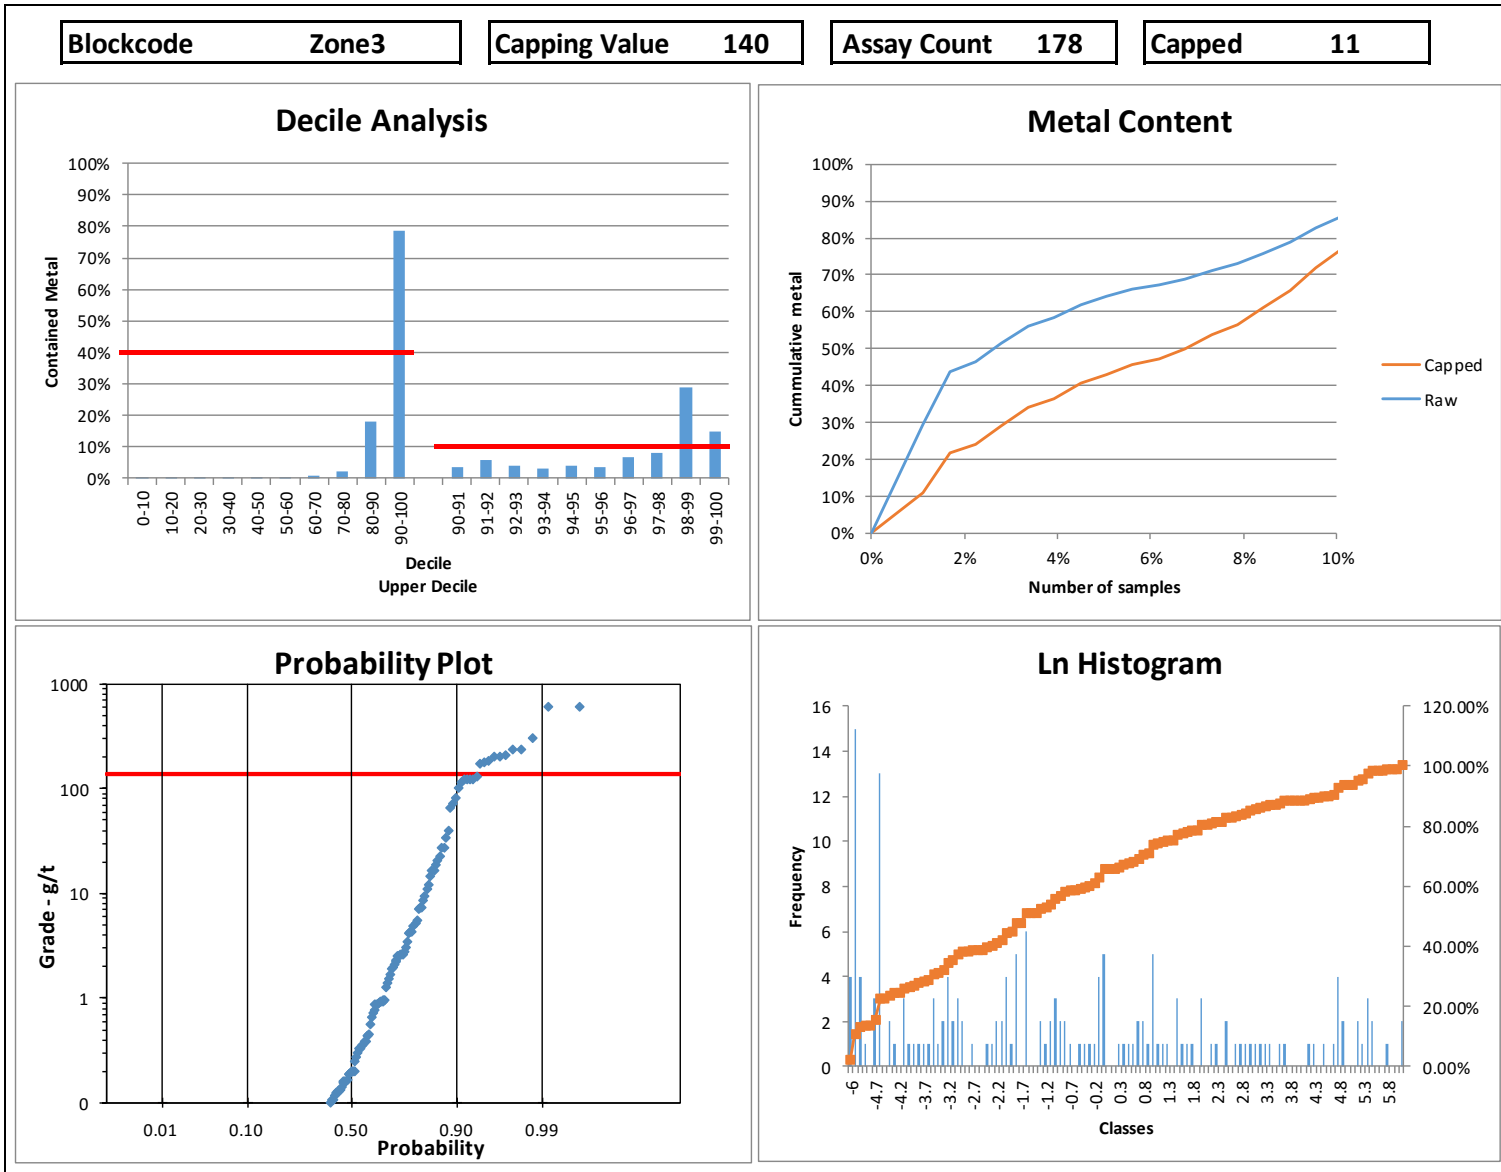 Blockcode Zone3 Capping Value 140 Assay Count 178 Capped 11
Decile Analysis
100%
90%
80%
70%
60%
50%
40%
30%
20%
10%
0%
Contained Metal
0-10 10-20 20-30 30-40 40-50 50-60 60-70 70-80 80-90 90-100 90-91 91-92 92-93 93-94 94-95 95-96 96-97 97-98 98-99 99-100
Decile
Upper Decile
Metal Content
100%
90%
80%
70%
60%
50%
40%
30%
20%
10%
0%
Cummulative metal
0% 2% 4% 6% 8% 10%
Number of samples
Capped
Raw
Probability Plot
1000
100
10
1
0
Grade - g/t
0.01 0.10 0.50 0.90 0.99
Probability
Ln Histogram
16
14
12
10
8
6
4
2
0
Frequency
120.00%
100.00%
80.00%
60.00%
40.00%
20.00%
0.00%
-6 -4.7 -4.2 -3.7 -3.2 -2.7 -2.2 -1.7 -1.2 -0.7 -0.2 0.3 0.8 1.3 1.8 2.3 2.8 3.3 3.8 4.3 4.8 5.3 5.8
Classes